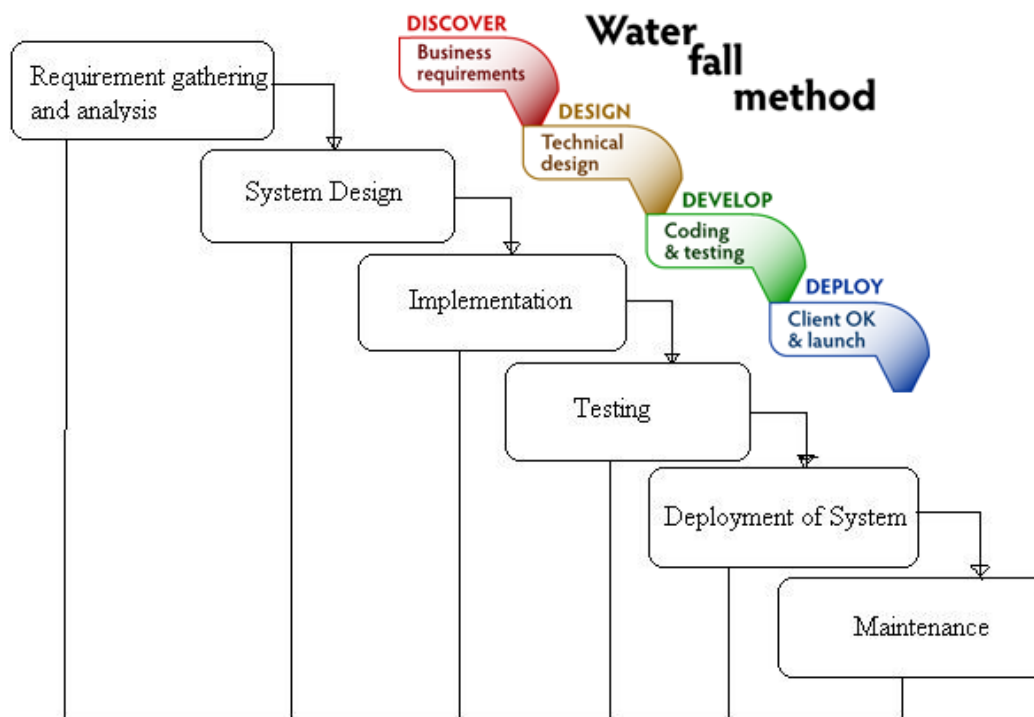 DISCOVER
Business
requirements
Water
fall
method
DESIGN
Technical
design
DEVELOP
Coding
& testing
DEPLOY
Client OK
& launch
Requirement gathering
and analysis
System Design
Implementation
Testing
Deployment of System
Maintenance